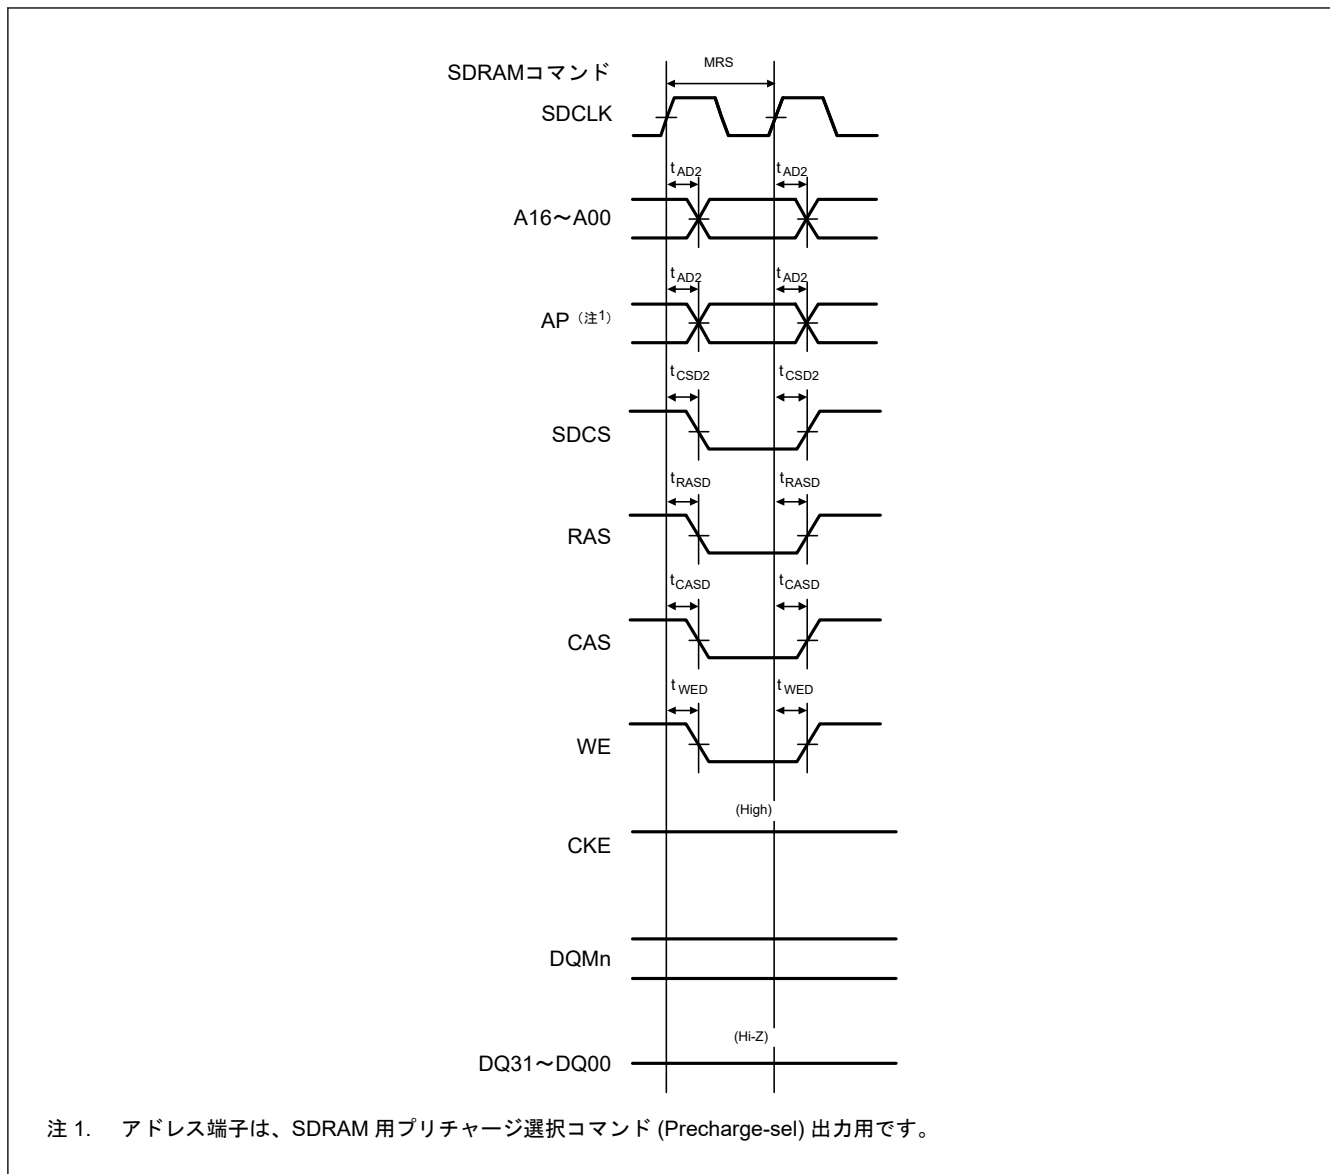 SDRAMコマンド
MRS
SDCLK
tAD2 tAD2
A16～A00
tAD2 tAD2
AP（注1）
tCSD2 tCSD2
SDCS
tRASD tRASD
RAS
tCASD tCASD
CAS
tWED tWED
WE
(High)
CKE
DQMn
(Hi-Z)
DQ31～DQ00
注 1. アドレス端子は、SDRAM 用プリチャージ選択コマンド (Precharge-sel) 出力用です。